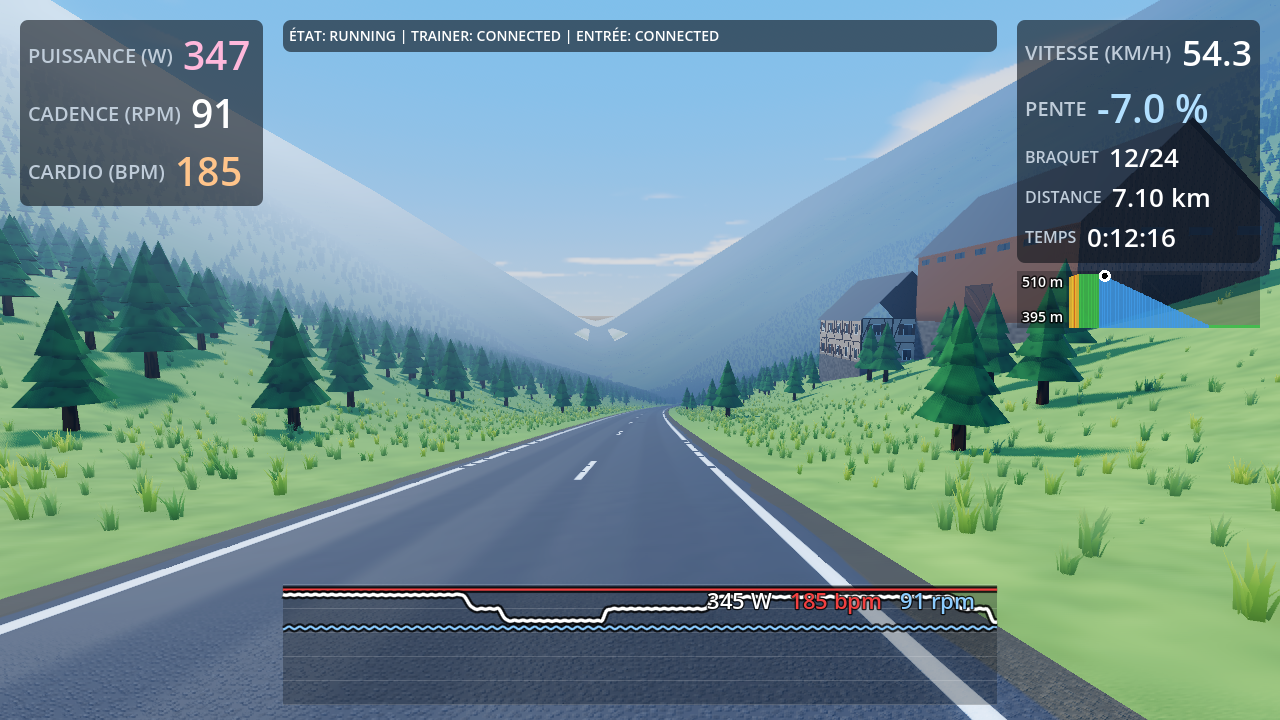 PUISSANCE (W) 347
CADENCE (RPM) 91
CARDIO (BPM) 185
ÉTAT: RUNNING | TRAINER: CONNECTED | ENTRÉE: CONNECTED
VITESSE (KM/H) 54.3
PENTE -7.0 %
BRAQUET 12/24
DISTANCE 7.10 km
TEMPS 0:12:16
510 m
395 m
345 W 185 bpm 91 rpm